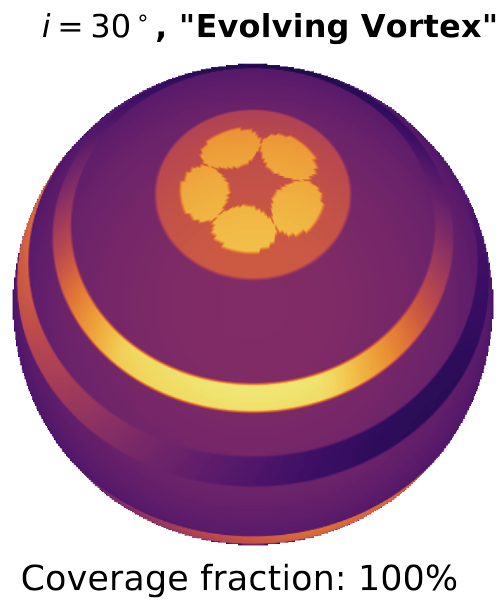 i = 30°, "Evolving Vortex"
Coverage fraction: 100%